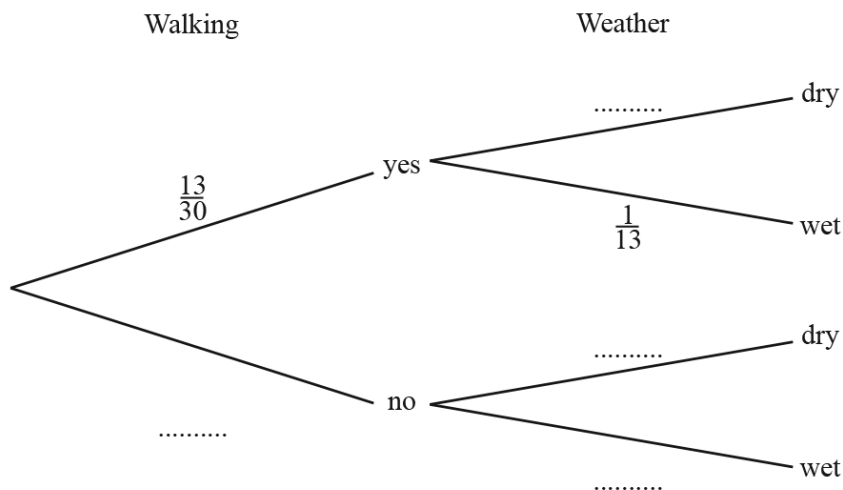 Walking Weather
.......... dry
yes
13/30
1/13 wet
.......... dry
no
..........
wet
..........